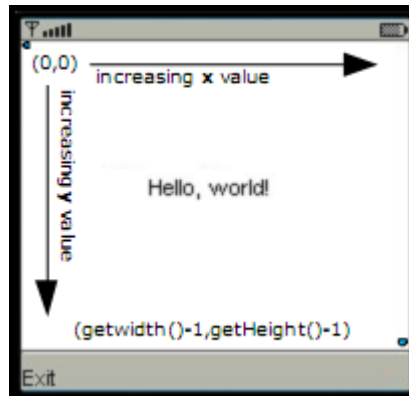 (0,0)
increasing x value
increasing y value
Hello, world!
(getwidth()-1,getHeight()-1)
Exit